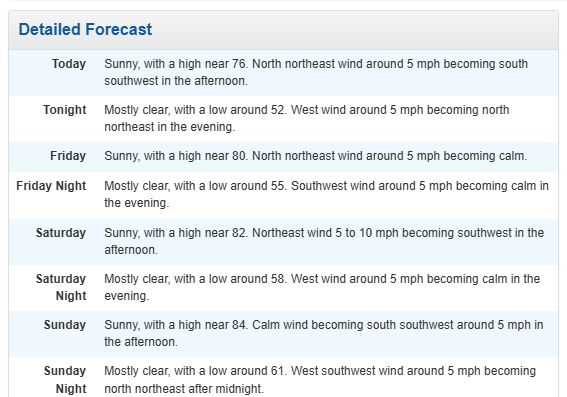 Detailed Forecast
Today Sunny, with a high near 76. North northeast wind around 5 mph becoming south
southwest in the afternoon.
Tonight Mostly clear, with a low around 52. West wind around 5 mph becoming north
northeast in the evening.
Friday Sunny, with a high near 80. North northeast wind around 5 mph becoming calm.
Friday Night Mostly clear, with a low around 55. Southwest wind around 5 mph becoming calm in
the evening.
Saturday Sunny, with a high near 82. Northeast wind 5 to 10 mph becoming southwest in the
afternoon.
Saturday Mostly clear, with a low around 58. West wind around 5 mph becoming calm in the
Night evening.
Sunday Sunny, with a high near 84. Calm wind becoming south southwest around 5 mph in
the afternoon.
Sunday Mostly clear, with a low around 61. West southwest wind around 5 mph becoming
Night north northeast after midnight.